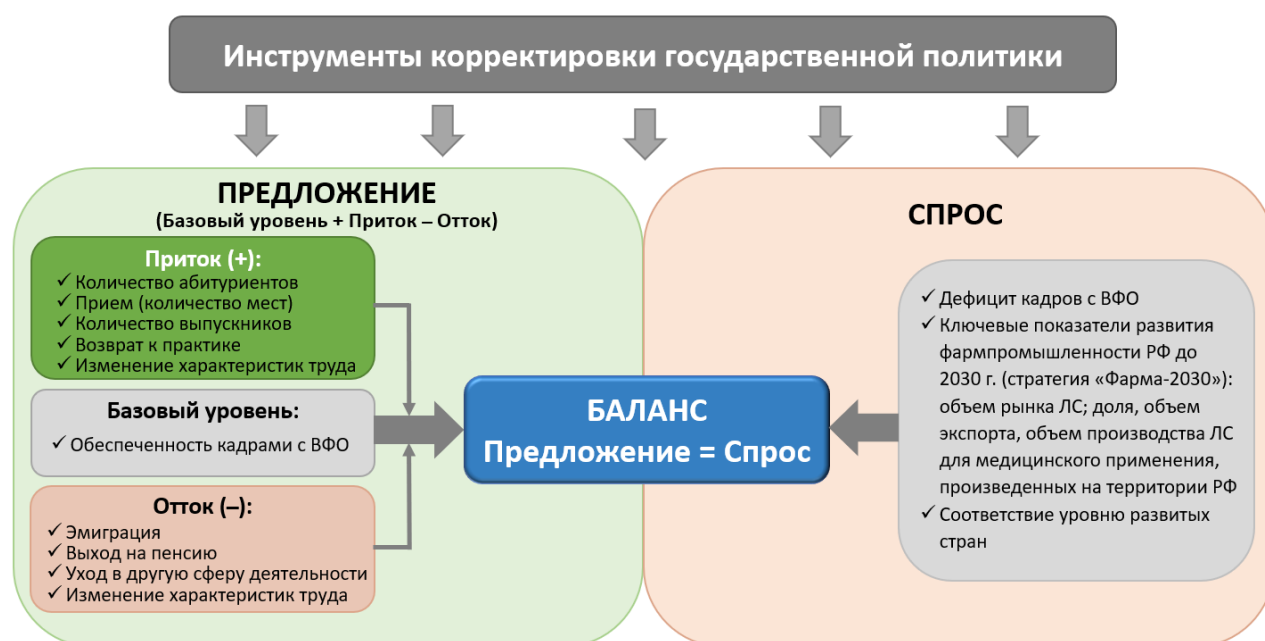 Инструменты корректировки государственной политики
ПРЕДЛОЖЕНИЕ
(Базовый уровень + Приток – Отток)
Приток (+):
✓ Количество абитуриентов
✓ Прием (количество мест)
✓ Количество выпускников
✓ Возврат к практике
✓ Изменение характеристик труда
Базовый уровень:
✓ Обеспеченность кадрами с ВФО
Отток (–):
✓ Эмиграция
✓ Выход на пенсию
✓ Уход в другую сферу деятельности
✓ Изменение характеристик труда
БАЛАНС
Предложение = Спрос
СПРОС
✓ Дефицит кадров с ВФО
✓ Ключевые показатели развития
фармпромышленности РФ до
2030 г. (стратегия «Фарма-2030»):
объем рынка ЛС; доля, объем
экспорта, объем производства ЛС
для медицинского применения,
произведенных на территории РФ
✓ Соответствие уровню развитых
стран